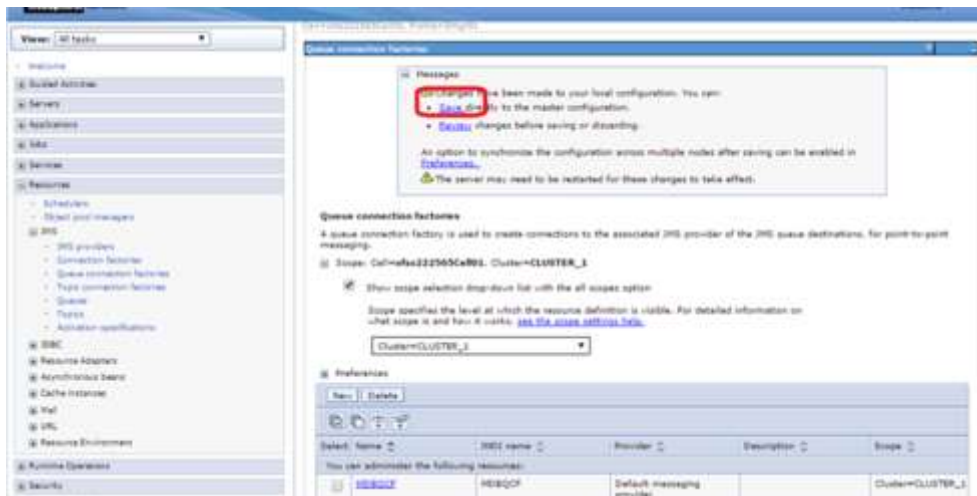 View: All tasks
Welcome
Guided Activities
Servers
Applications
Jobs
Services
Resources
Schedulers
Object pool managers
JMS
JMS providers
Connection factories
Queue connection factories
Topic connection factories
Queues
Topics
Activation specifications
JDBC
Resource Adapters
Asynchronous beans
Cache instances
Mail
URL
Resource Environment
Runtime Operations
Security
Queue connection factories
Messages
Changes have been made to your local configuration. You can:
Save directly to the master configuration.
Review changes before saving or discarding.
An option to synchronize the configuration across multiple nodes after saving can be enabled in
Preferences.
The server may need to be restarted for these changes to take effect.
Queue connection factories
A queue connection factory is used to create connections to the associated JMS provider of the JMS queue destinations, for point-to-point
messaging.
Scope: Cell=, Cluster=CLUSTER_1
Show scope selection drop-down list with the all scopes option
Scope specifies the level at which the resource definition is visible. For detailed information on
what scope is and how it works, see the scope settings help.
Cluster=CLUSTER_1
Preferences
New Delete
Select Name JNDI name Provider Description Scope
You can administer the following resources:
Default messaging Cluster=CLUSTER_1
provider